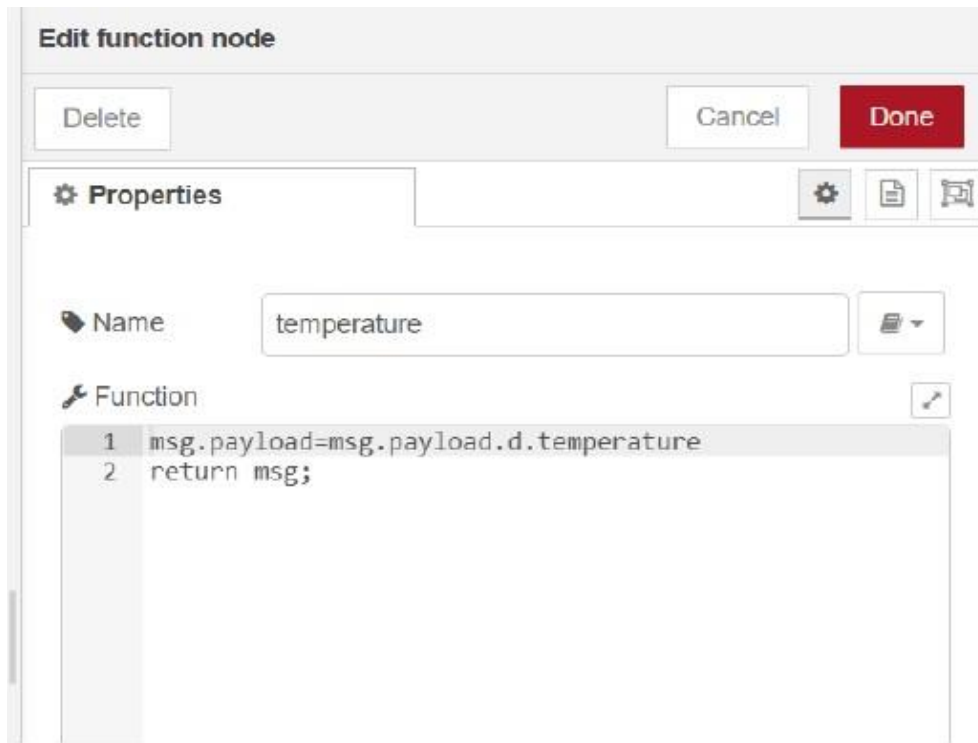 Edit function node
Delete Cancel Done
Properties
Name temperature
Function
1 msg.payload=msg.payload.d.temperature
2 return msg;